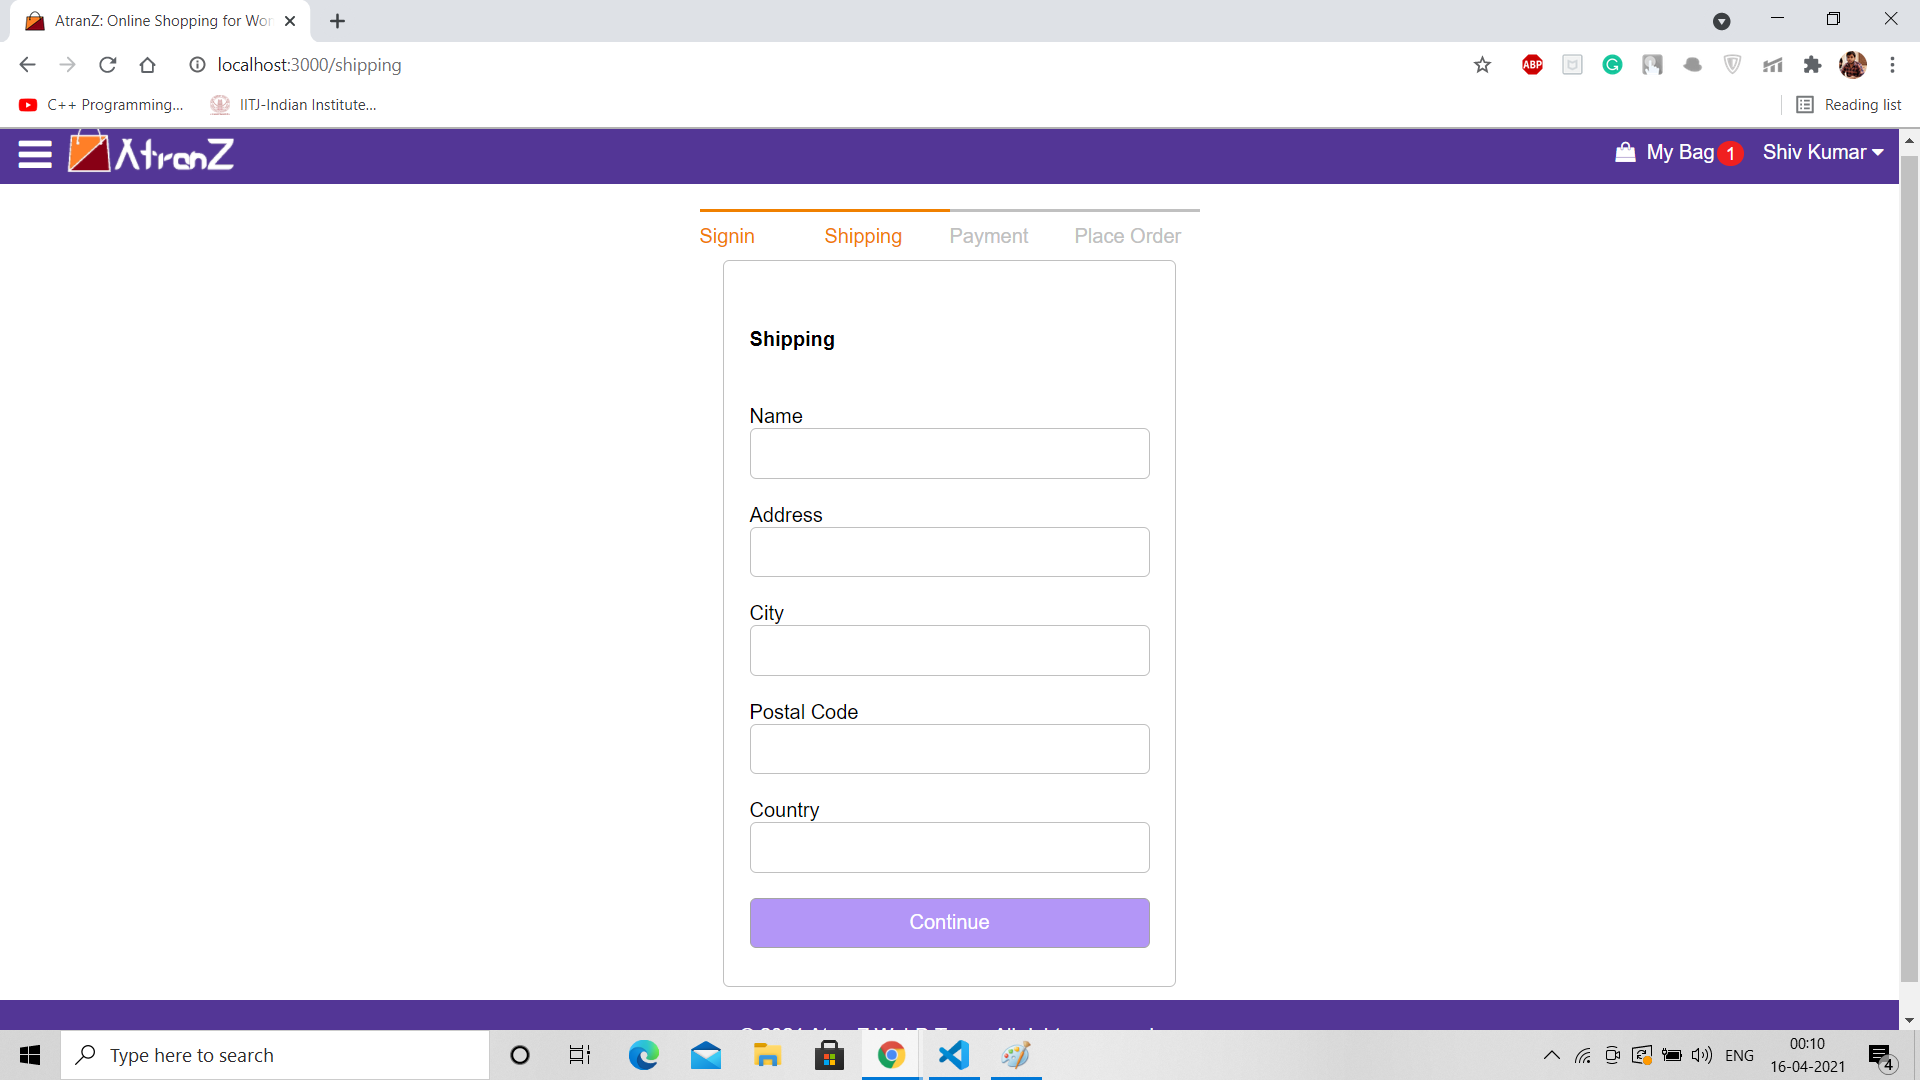 AtranZ: Online Shopping for Wor
localhost:3000/shipping
ABP
C++ Programming...
IITJ-Indian Institute...
Reading list
AtranZ
My Bag 1
Shiv Kumar
Signin
Shipping
Payment
Place Order
Shipping
Name
Address
City
Postal Code
Country
Continue
Type here to search
ENG
00:10
16-04-2021
4